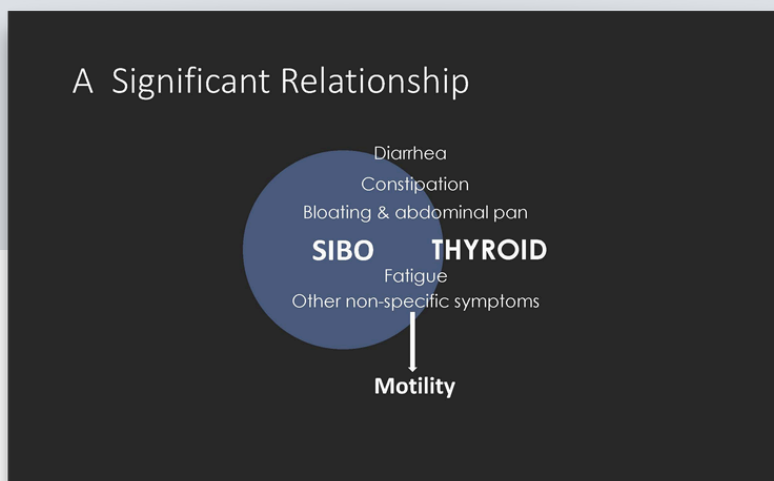 A Significant Relationship
Diarrhea
Constipation
Bloating & abdominal pan
SIBO THYROID
Fatigue
Other non-specific symptoms
Motility